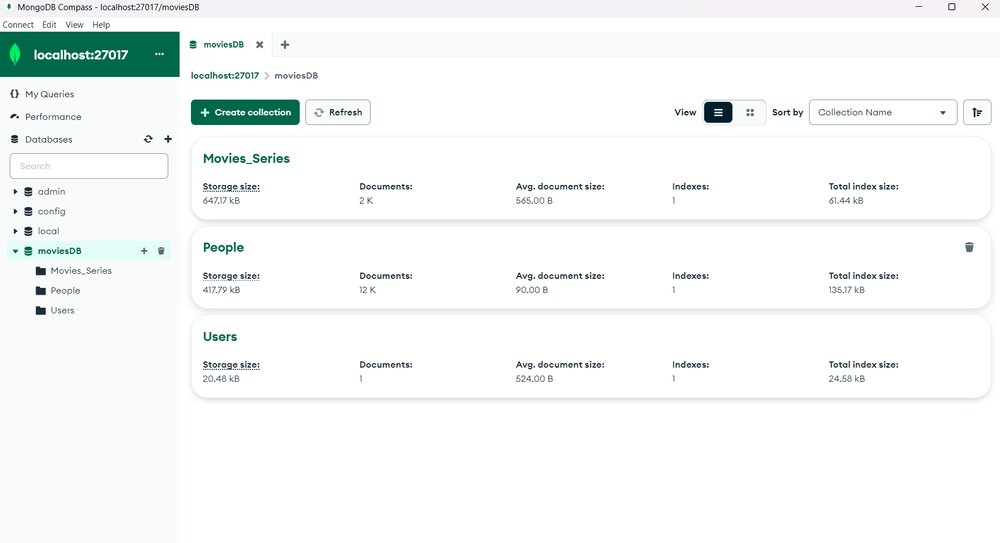 MongoDB Compass - localhost:27017/moviesDB
Connect Edit View Help
localhost:27017 ...
My Queries
Performance
Databases
Search
admin
config
local
moviesDB
Movies_Series
People
Users
moviesDB
localhost:27017 > moviesDB
Create collection Refresh View Sort by Collection Name
Movies_Series
Storage size: Documents: Avg. document size: Indexes: Total index size:
647.17 kB 2 K 565.00 B 1 61.44 kB
People
Storage size: Documents: Avg. document size: Indexes: Total index size:
417.79 kB 12 K 90.00 B 1 135.17 kB
Users
Storage size: Documents: Avg. document size: Indexes: Total index size:
20.48 kB 1 524.00 B 1 24.58 kB